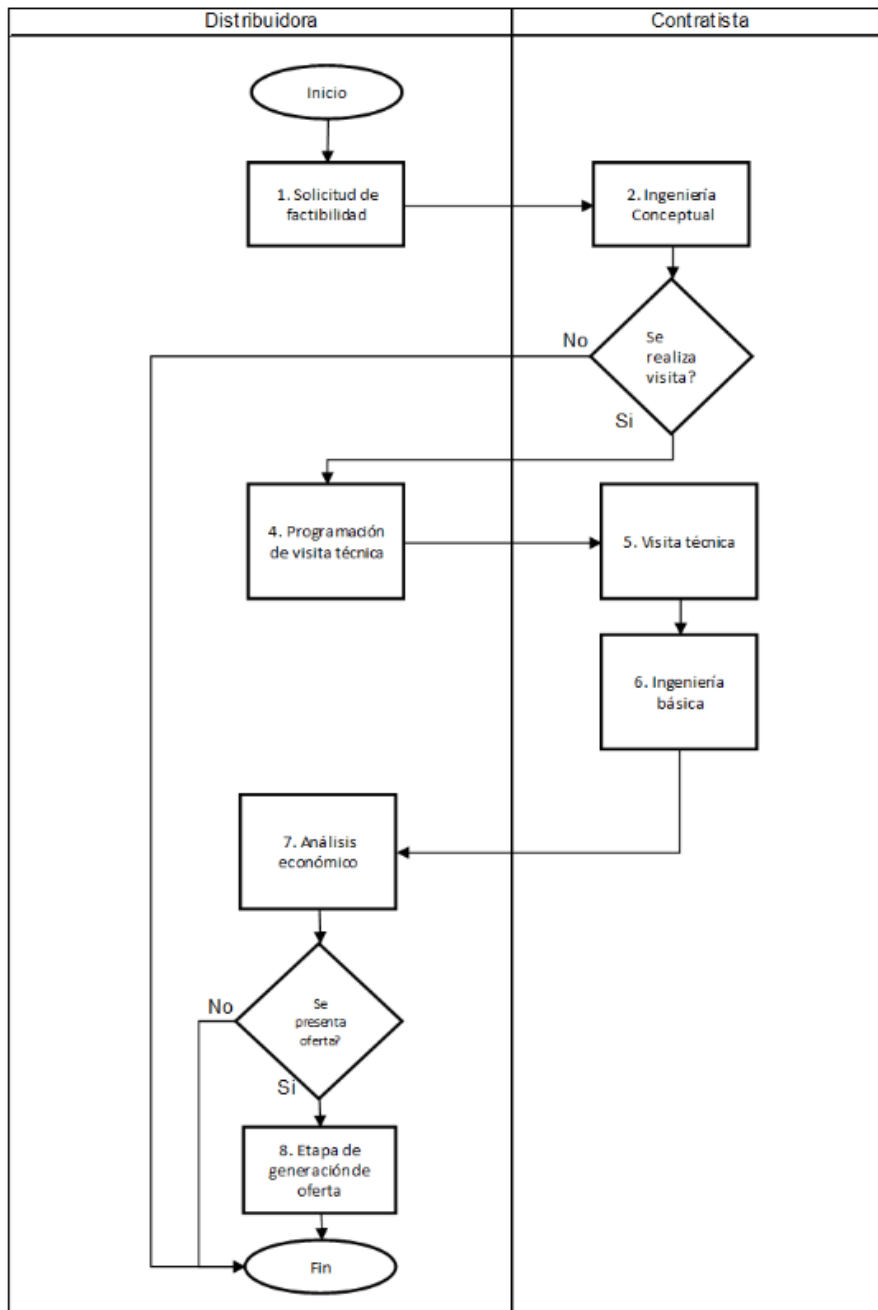 Distribuidora
Contratista
Inicio
1. Solicitud de
factibilidad
2. Ingeniería
Conceptual
No
Se
realiza
visita?
Si
4. Programación
de visita técnica
5. Visita técnica
6. Ingeniería
básica
7. Análisis
económico
No
Se
presenta
oferta?
Si
8. Etapa de
generación de
oferta
Fin